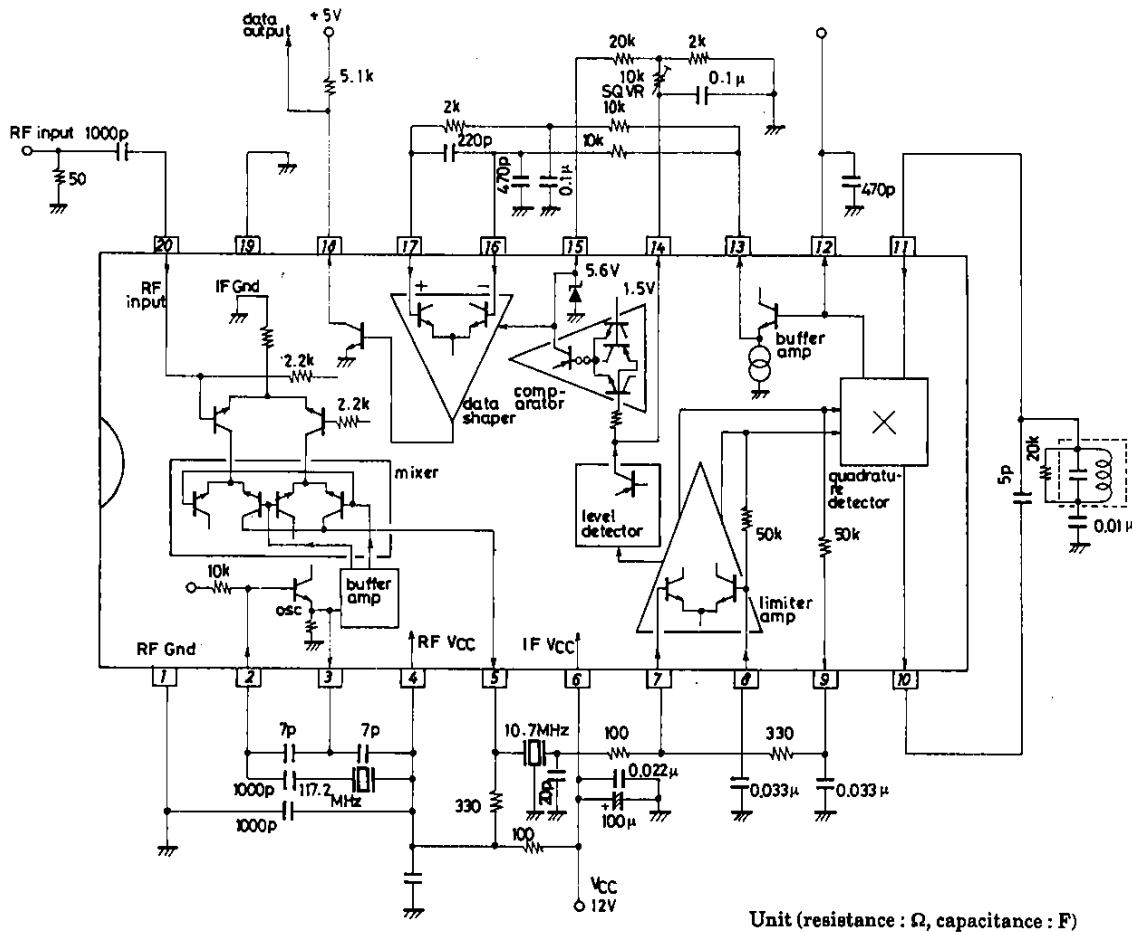 data output
+5V
5.1k
20k
2k
10k
SQVR
0.1µ
RF input 1000p
50
2k
10k
220p
10k
470p
0.1µ
470p
20
19
18
17
16
15
14
13
12
11
RF input
IF Gnd
+
−
5.6V
1.5V
buffer amp
2.2k
2.2k
data shaper
comp-arator
mixer
level detector
quadratu-re detector
50k
50k
limiter amp
5p
20k
0.01µ
10k
osc
buffer amp
RF Gnd
RF VCC
IF VCC
1
2
3
4
5
6
7
8
9
10
7p
7p
10.7MHz
100
330
1000p
117.2 MHz
20p
0.022µ
+
100µ
0.033µ
0.033µ
1000p
330
100
VCC
12V
Unit (resistance : Ω, capacitance : F)